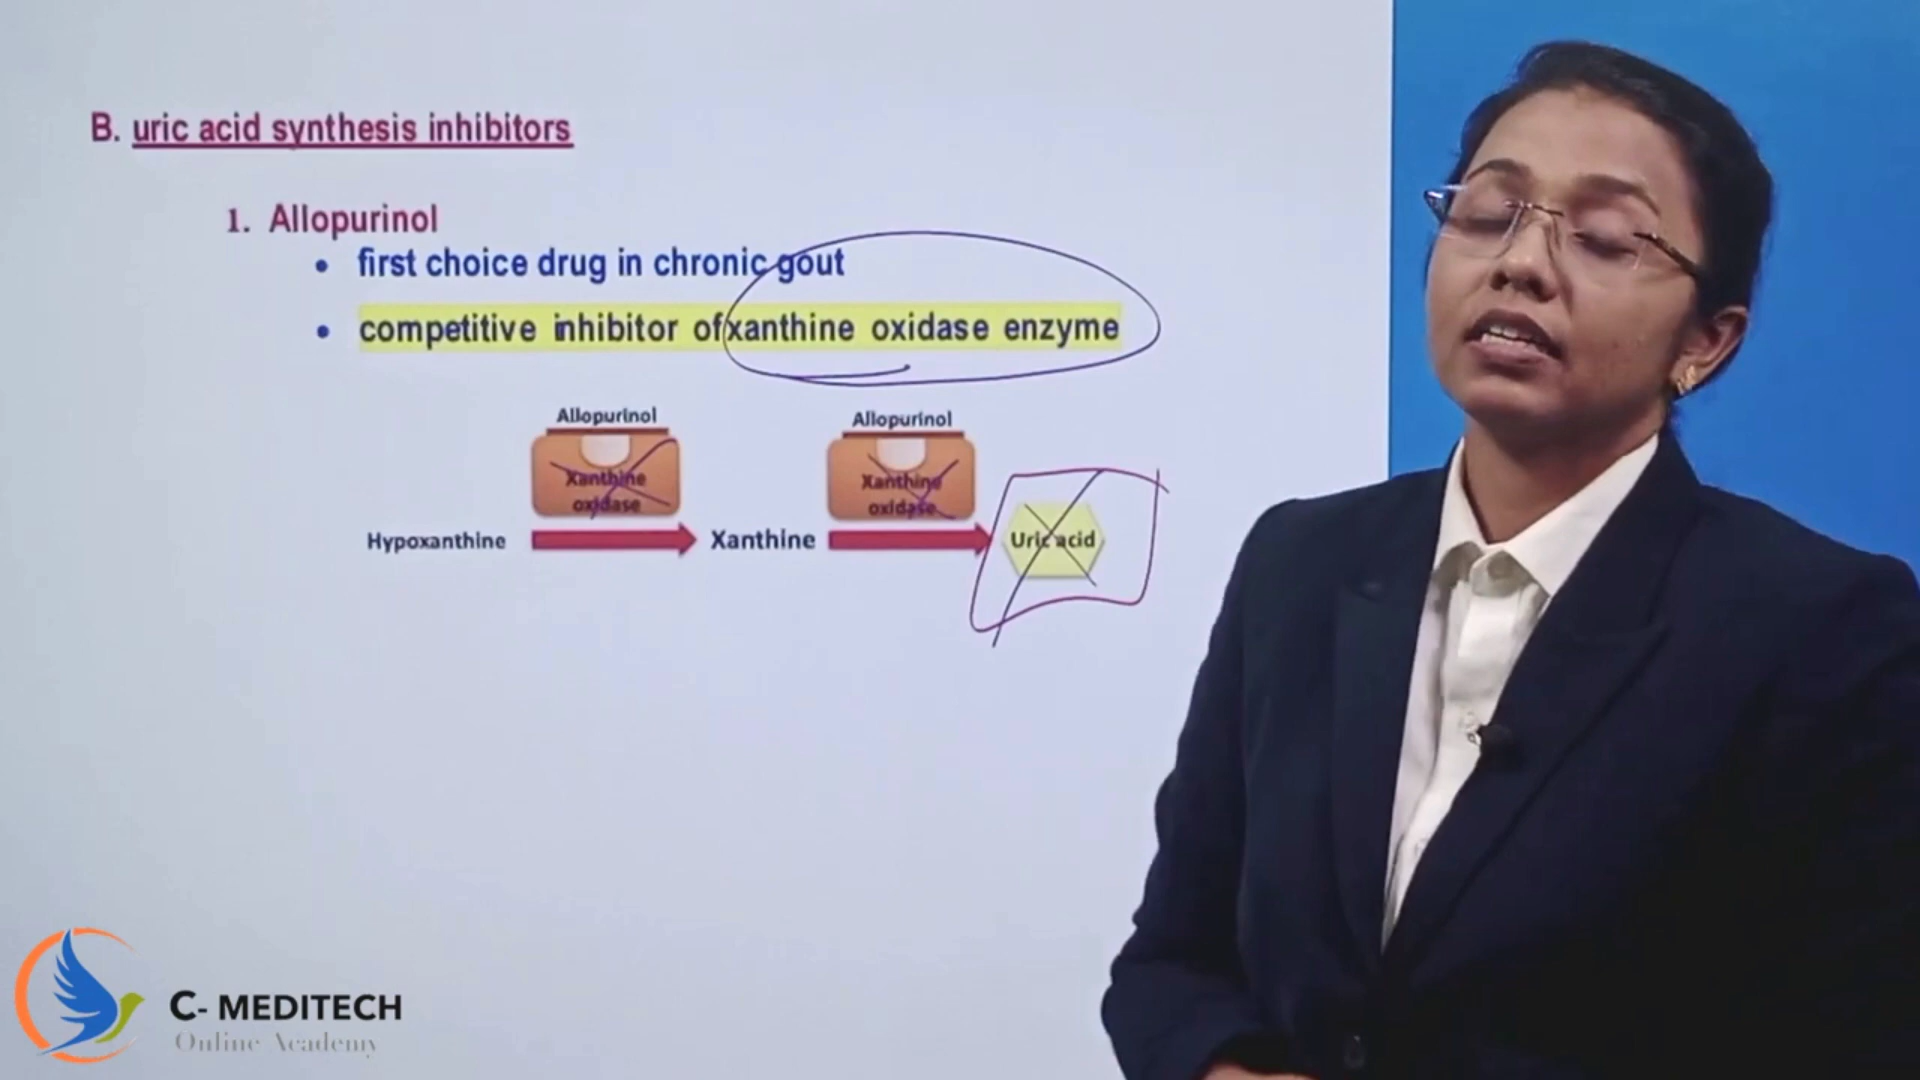 B. uric acid synthesis inhibitors
1. Allopurinol
• first choice drug in chronic gout
• competitive inhibitor of xanthine oxidase enzyme
Allopurinol
Allopurinol
Xanthine
oxidase
Xanthine
oxidase
Hypoxanthine
Xanthine
Uric acid
C- MEDITECH
Online Academy